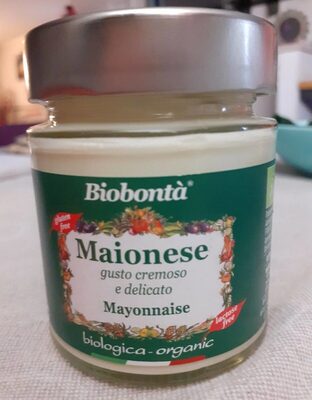 Biobontà®
gluten
free
Maionese
gusto cremoso
e delicato
Mayonnaise
lactose
free
biologica - organic